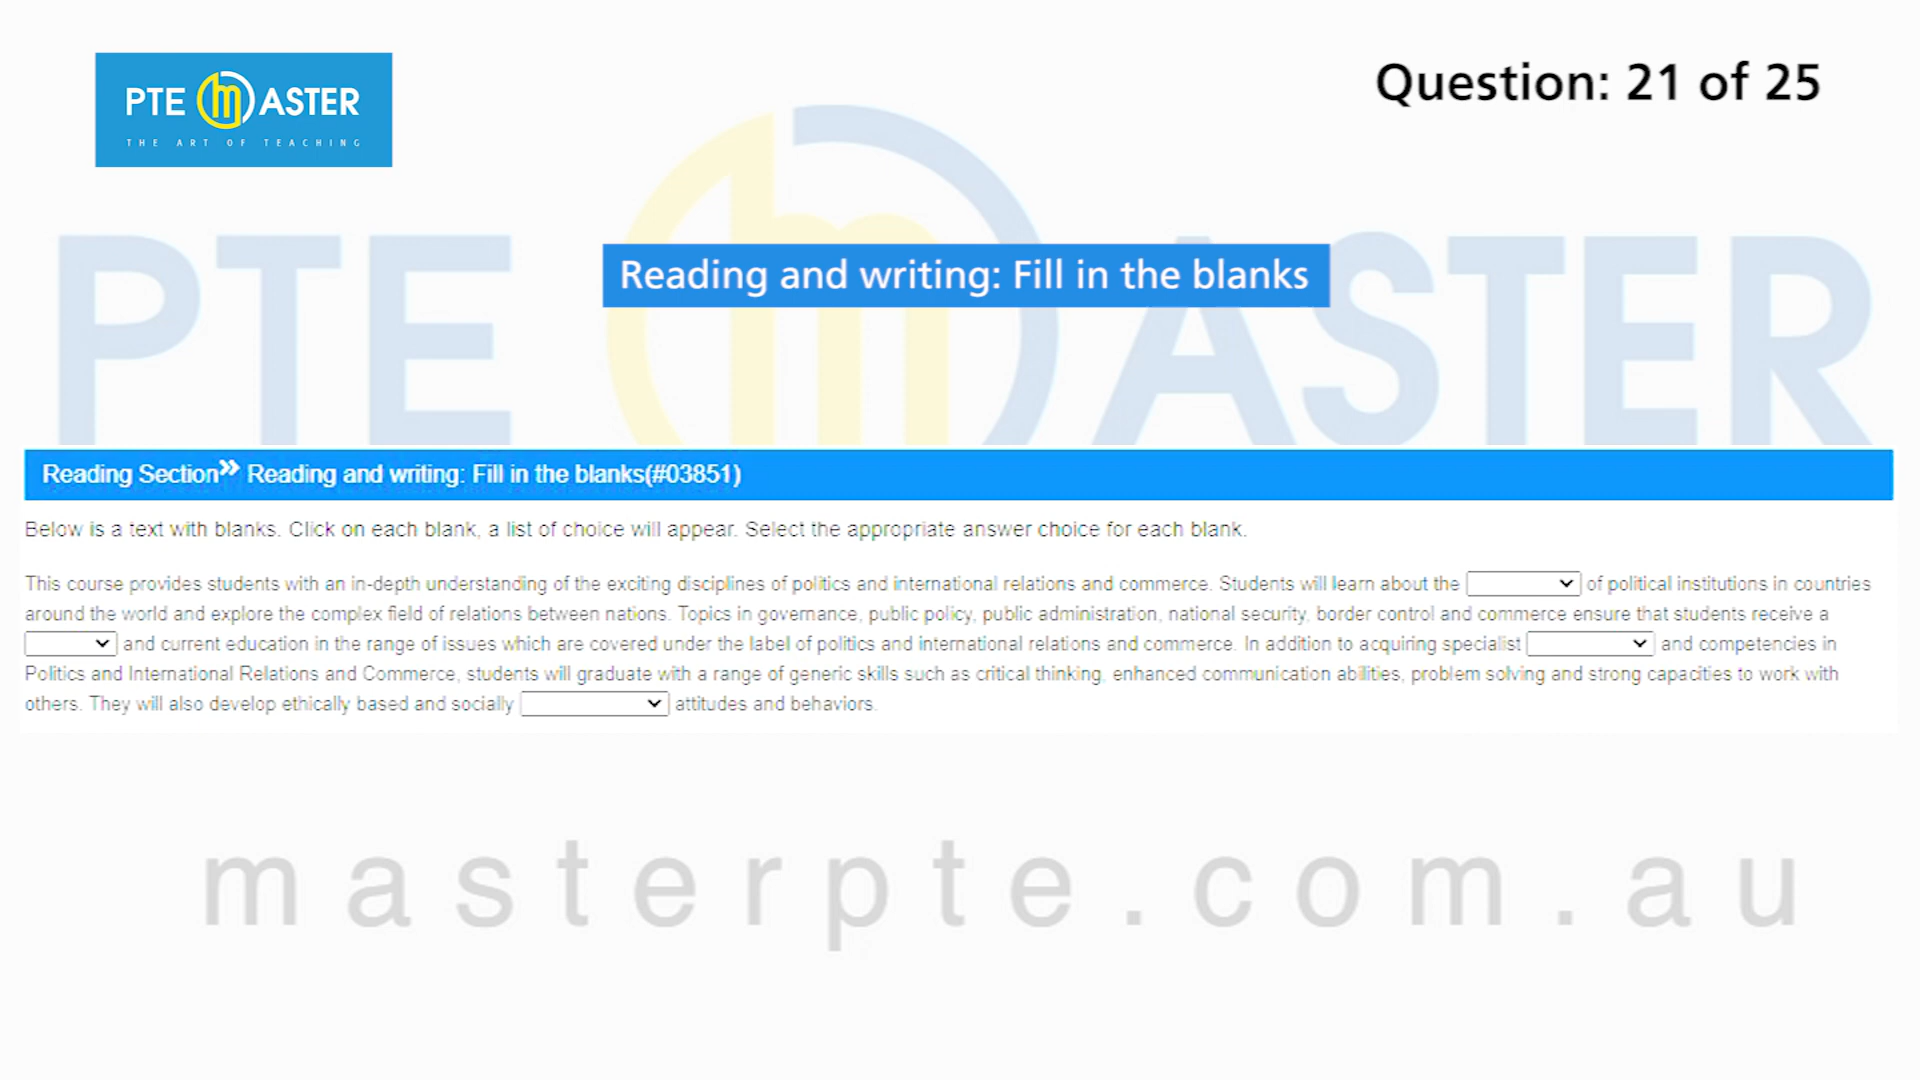 PTE MASTER
THE ART OF TEACHING
Question: 21 of 25
PTE MASTER
Reading and writing: Fill in the blanks
Reading Section» Reading and writing: Fill in the blanks(#03851)
Below is a text with blanks. Click on each blank, a list of choice will appear. Select the appropriate answer choice for each blank.
This course provides students with an in-depth understanding of the exciting disciplines of politics and international relations and commerce. Students will learn about the of political institutions in countries
around the world and explore the complex field of relations between nations. Topics in governance, public policy, public administration, national security, border control and commerce ensure that students receive a
and current education in the range of issues which are covered under the label of politics and international relations and commerce. In addition to acquiring specialist and competencies in
Politics and International Relations and Commerce, students will graduate with a range of generic skills such as critical thinking, enhanced communication abilities, problem solving and strong capacities to work with
others. They will also develop ethically based and socially attitudes and behaviors.
masterpte.com.au